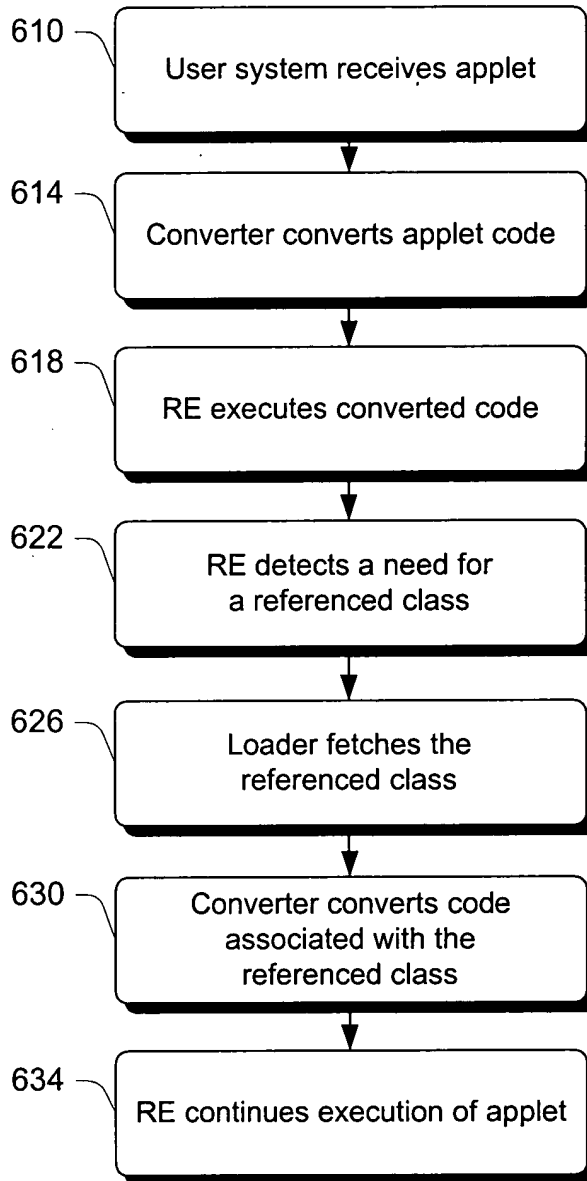 610
User system receives applet
614
Converter converts applet code
618
RE executes converted code
622
RE detects a need for
a referenced class
626
Loader fetches the
referenced class
630
Converter converts code
associated with the
referenced class
634
RE continues execution of applet